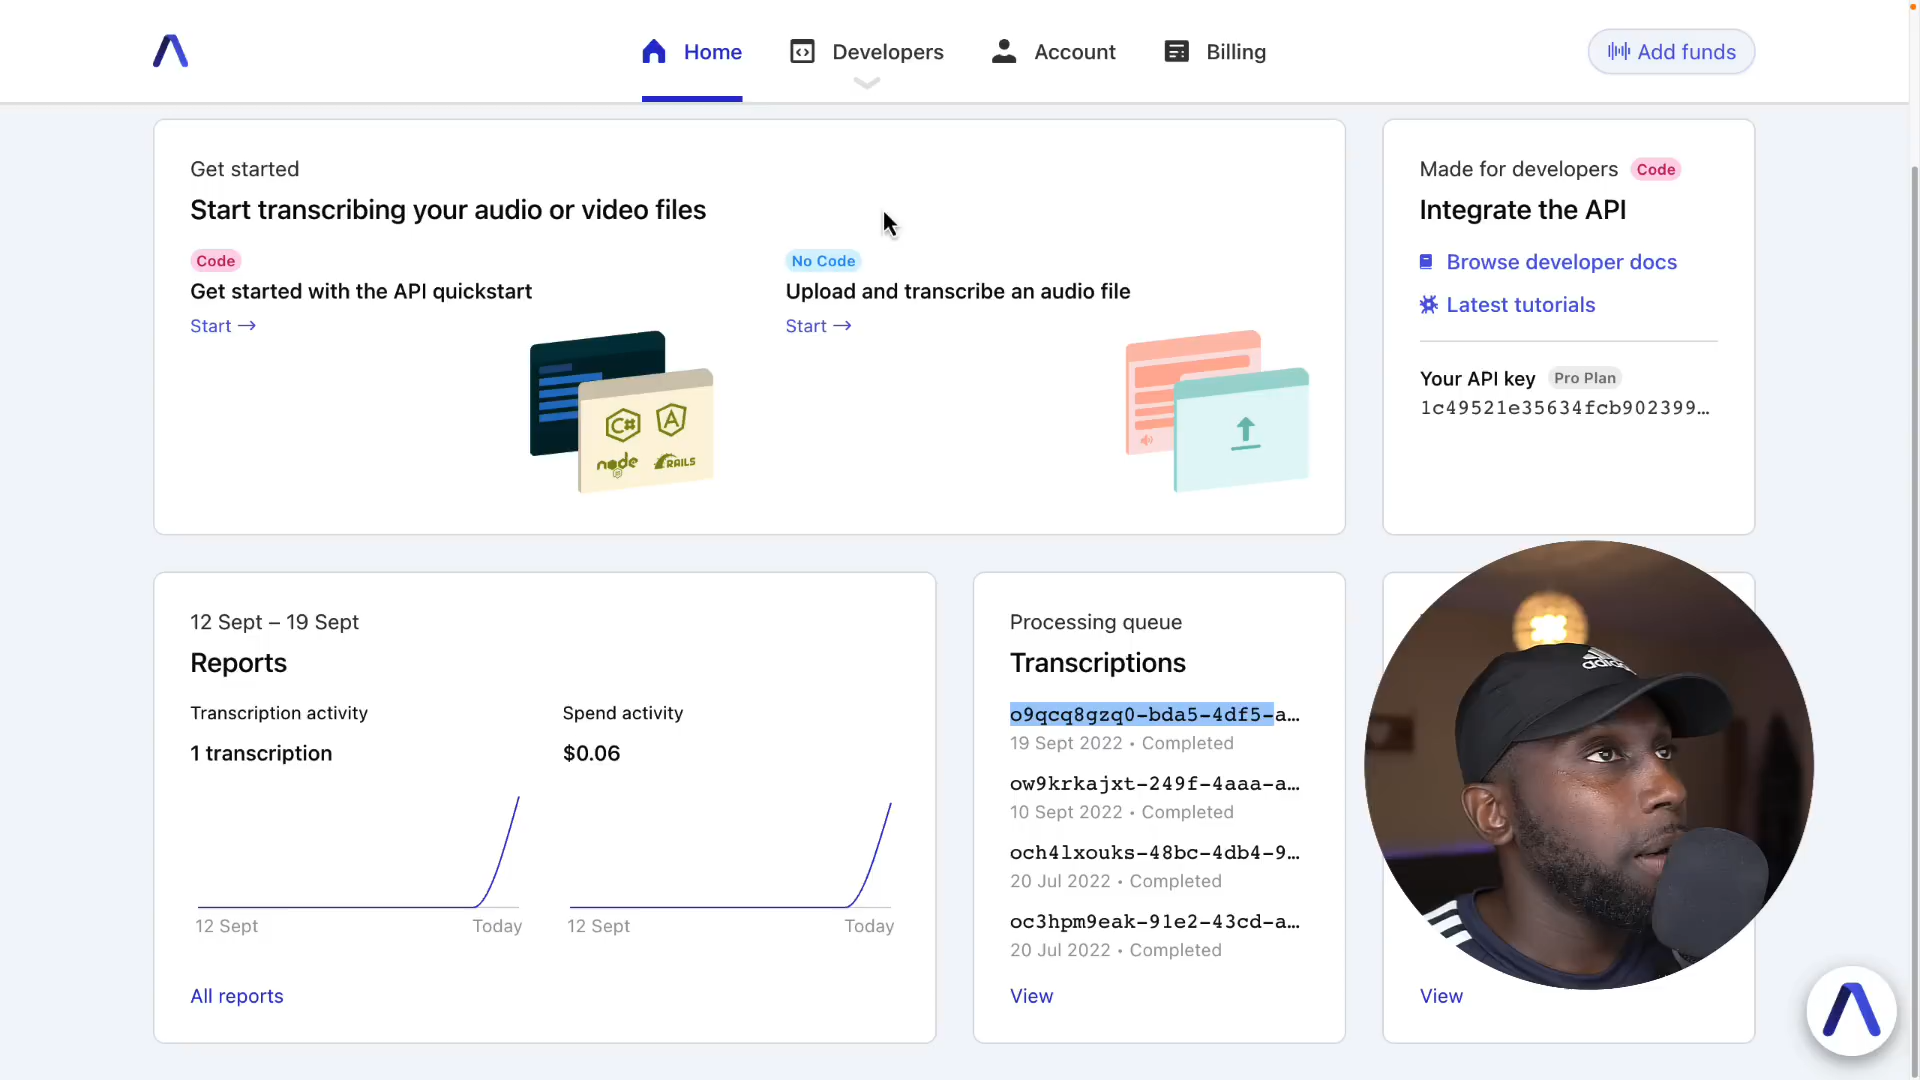 Home
Developers
Account
Billing
Add funds
Get started
Start transcribing your audio or video files
Code
Get started with the API quickstart
Start →
No Code
Upload and transcribe an audio file
Start →
C#
A
node
JS
RAILS
Made for developers Code
Integrate the API
Browse developer docs
Latest tutorials
Your API key Pro Plan
1c49521e35634fcb902399…
12 Sept – 19 Sept
Reports
Transcription activity
1 transcription
12 Sept
Today
Spend activity
$0.06
12 Sept
Today
All reports
Processing queue
Transcriptions
o9qcq8gzq0-bda5-4df5-a…
19 Sept 2022 • Completed
ow9krkajxt-249f-4aaa-a…
10 Sept 2022 • Completed
och4lxouks-48bc-4db4-9…
20 Jul 2022 • Completed
oc3hpm9eak-91e2-43cd-a…
20 Jul 2022 • Completed
View
adidas
View